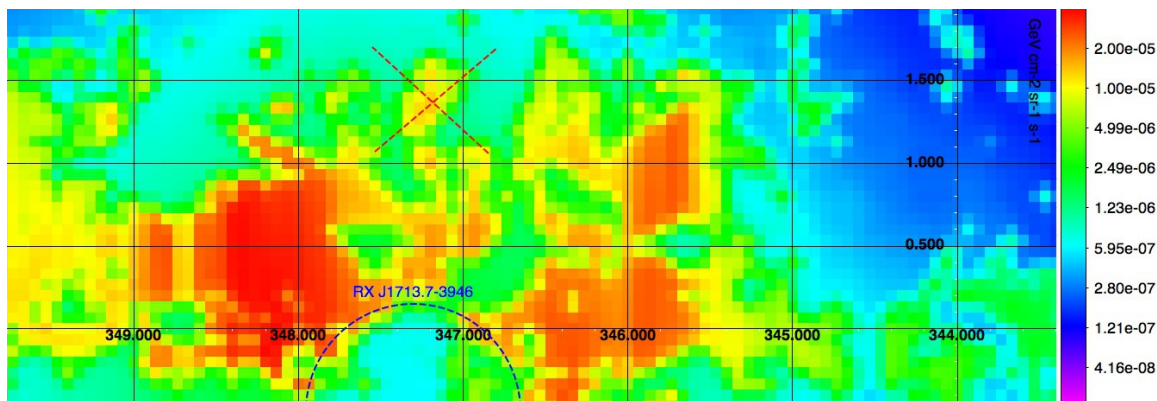 GeV cm2 sr-1 s-1
2.00e-05
1.500
1.00e-05
4.99e-06
1.000
2.49e-06
1.23e-06
0.500
5.95e-07
RX J1713.7-3946
2.80e-07
349.000 348.000 347.000 346.000 345.000 344.000
1.21e-07
4.16e-08